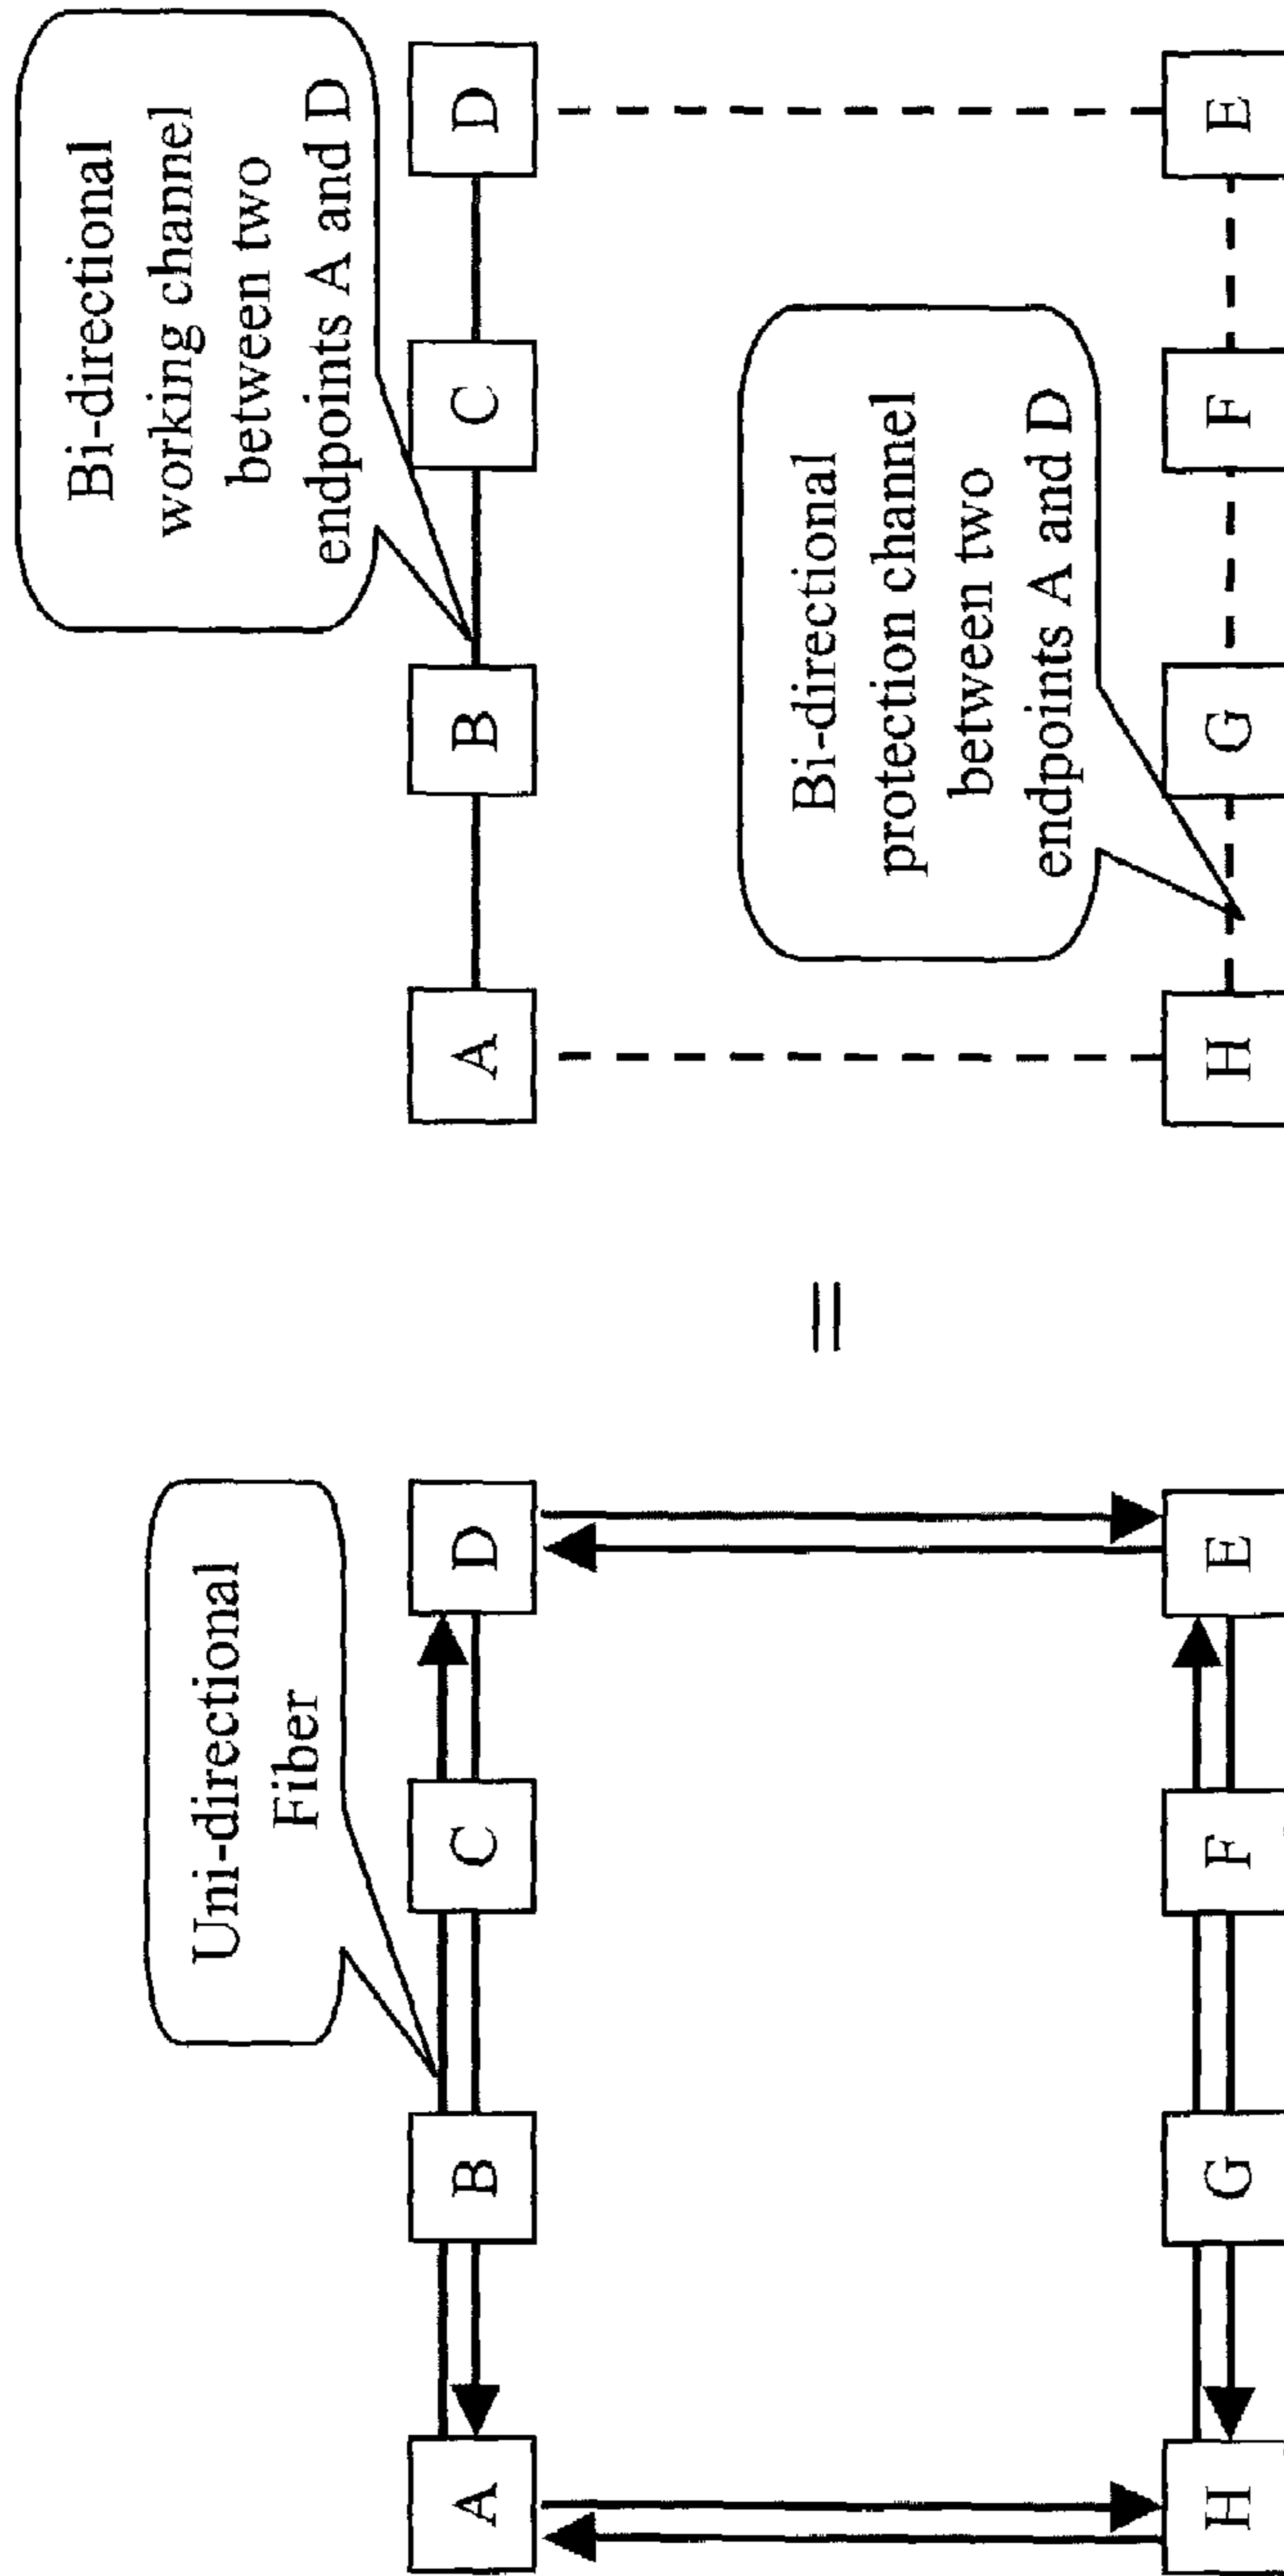 Uni-directional
Fiber
A
B
C
D
H
G
F
E
=
Bi-directional
working channel
between two
endpoints A and D
A
B
C
D
Bi-directional
protection channel
between two
endpoints A and D
H
G
F
E